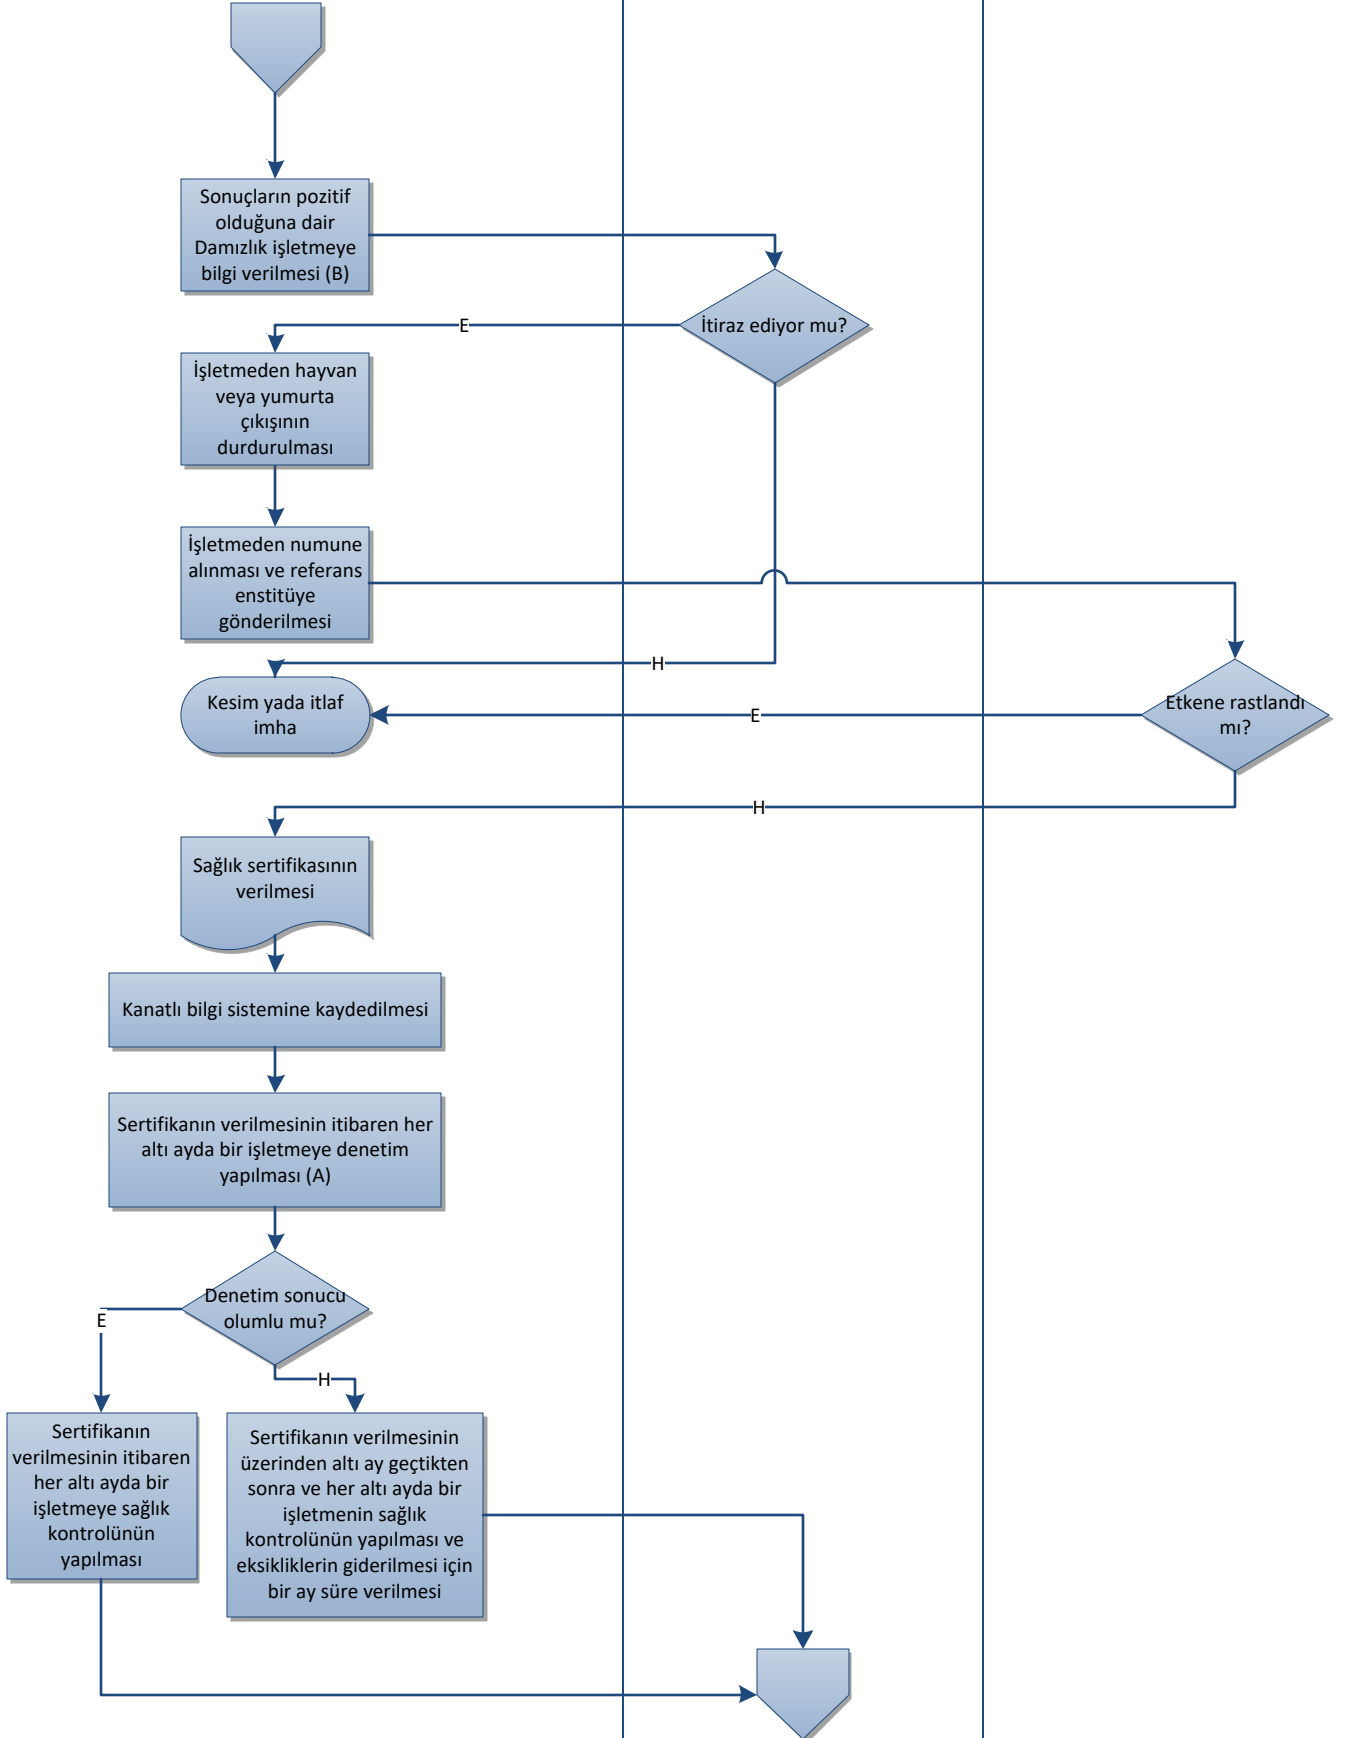 Sonuçların pozitif
olduğuna dair
Damızlık işletmeye
bilgi verilmesi (B)
İtiraz ediyor mu?
E
İşletmeden hayvan
veya yumurta
çıkışının
durdurulması
İşletmeden numune
alınması ve referans
enstitüye
gönderilmesi
H
Kesim yada itlaf
imha
E
Etkene rastlandı
mı?
H
Sağlık sertifikasının
verilmesi
Kanatlı bilgi sistemine kaydedilmesi
Sertifikanın verilmesinin itibaren her
altı ayda bir işletmeye denetim
yapılması (A)
Denetim sonucu
olumlu mu?
E
H
Sertifikanın
verilmesinin itibaren
her altı ayda bir
işletmeye sağlık
kontrolünün
yapılması
Sertifikanın verilmesinin
üzerinden altı ay geçtikten
sonra ve her altı ayda bir
işletmenin sağlık
kontrolünün yapılması ve
eksikliklerin giderilmesi için
bir ay süre verilmesi